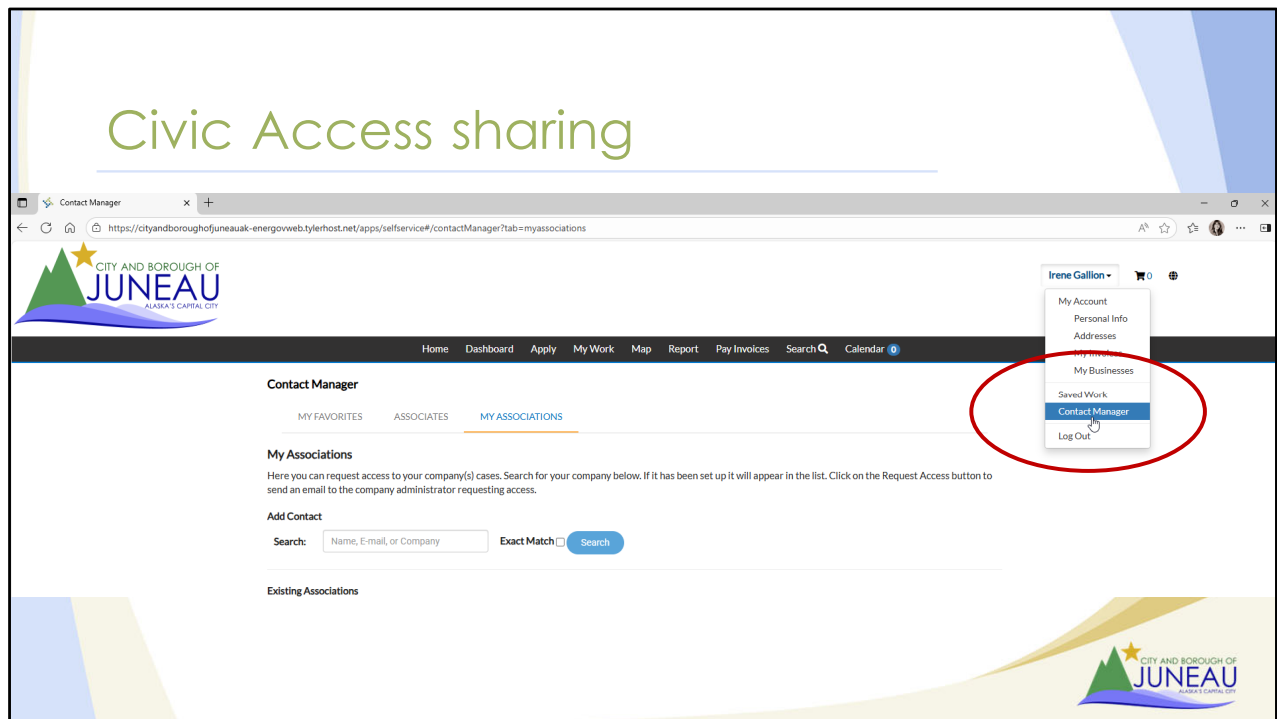 Civic Access sharing
Contact Manager
https://cityandboroughofjuneauak-energovweb.tylerhost.net/apps/selfservice#/contactManager?tab=myassociations
CITY AND BOROUGH OF
JUNEAU
ALASKA'S CAPITAL CITY
Irene Gallion
0
My Account
Personal Info
Addresses
My Invoices
My Businesses
Saved Work
Contact Manager
Log Out
Home Dashboard Apply My Work Map Report Pay Invoices Search Calendar 0
Contact Manager
MY FAVORITES ASSOCIATES MY ASSOCIATIONS
My Associations
Here you can request access to your company(s) cases. Search for your company below. If it has been set up it will appear in the list. Click on the Request Access button to
send an email to the company administrator requesting access.
Add Contact
Search: Name, E-mail, or Company Exact Match Search
Existing Associations
CITY AND BOROUGH OF
JUNEAU
ALASKA'S CAPITAL CITY